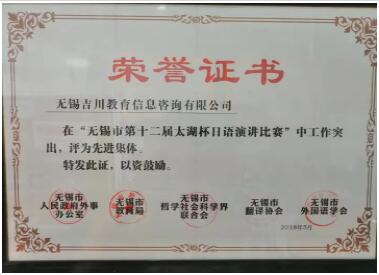 荣誉证书
无锡吉川教育信息咨询有限公司
在“无锡市第十二届太湖杯日语演讲比赛”中工作突
出，评为先进集体。
特发此证，以资鼓励。
无锡市
人民政府外事
办公室
无锡市
教育局
无锡市
哲学社会科学界
联合会
无锡市
翻译协会
无锡市
外国语学会